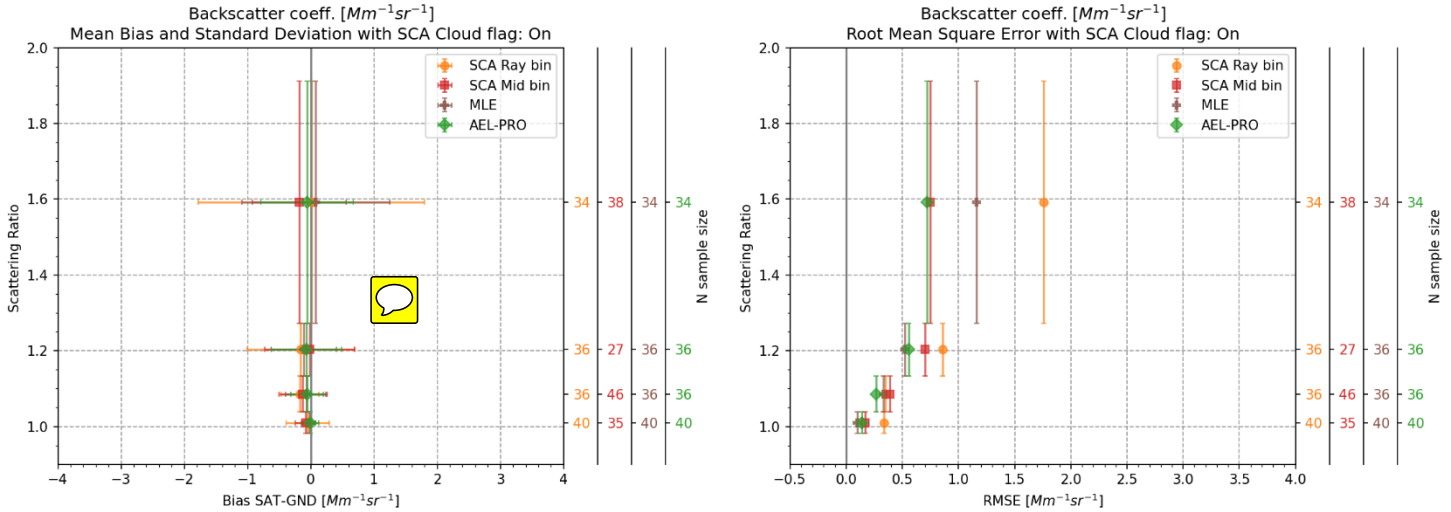 Backscatter coeff. [Mm⁻¹sr⁻¹]
Mean Bias and Standard Deviation with SCA Cloud flag: On
2.0
1.8
1.6
1.4
1.2
1.0
Scattering Ratio
SCA Ray bin
SCA Mid bin
MLE
AEL-PRO
34 38 34 34
36 27 36 36
36 46 36 36
40 35 40 40
N sample size
−4 −3 −2 −1 0 1 2 3 4
Bias SAT-GND [Mm⁻¹sr⁻¹]
Backscatter coeff. [Mm⁻¹sr⁻¹]
Root Mean Square Error with SCA Cloud flag: On
2.0
1.8
1.6
1.4
1.2
1.0
Scattering Ratio
SCA Ray bin
SCA Mid bin
MLE
AEL-PRO
34 38 34 34
36 27 36 36
36 46 36 36
40 35 40 40
N sample size
−0.5 0.0 0.5 1.0 1.5 2.0 2.5 3.0 3.5 4.0
RMSE [Mm⁻¹sr⁻¹]